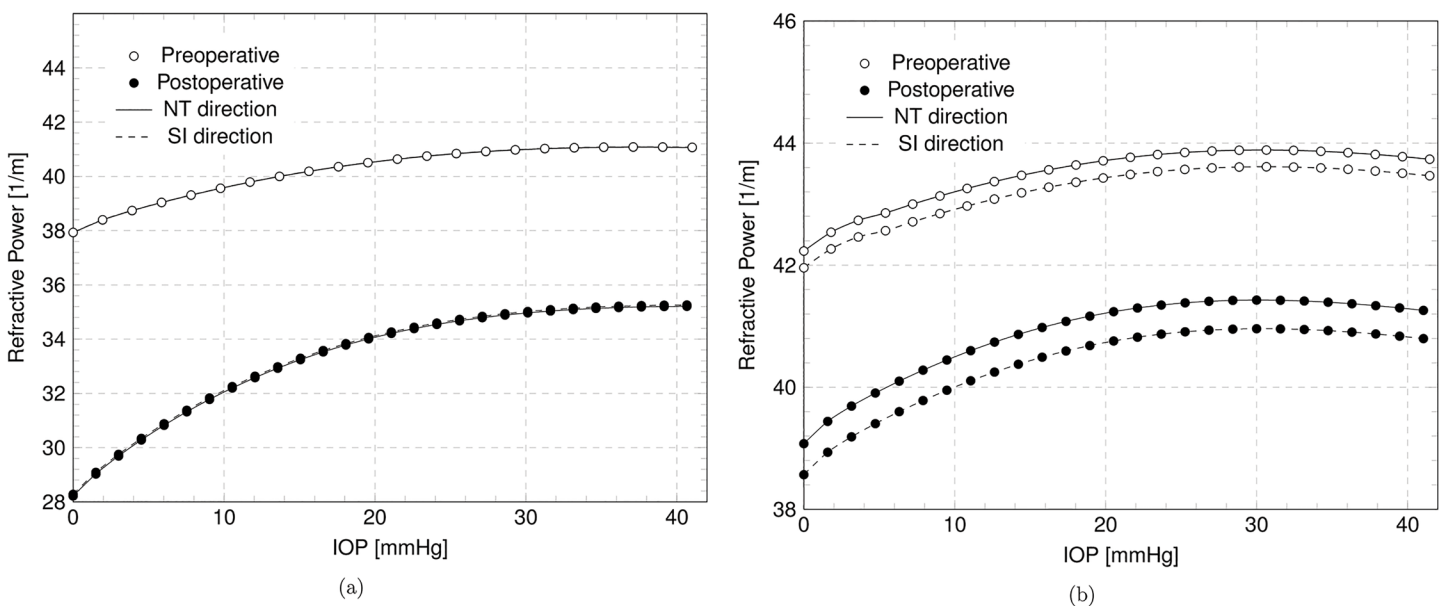 44
42
40
38
36
34
32
30
28
Refractive Power [1/m]
Preoperative
Postoperative
NT direction
SI direction
0
10
20
30
40
IOP [mmHg]
(a)
46
44
42
40
38
Refractive Power [1/m]
Preoperative
Postoperative
NT direction
SI direction
0
10
20
30
40
IOP [mmHg]
(b)